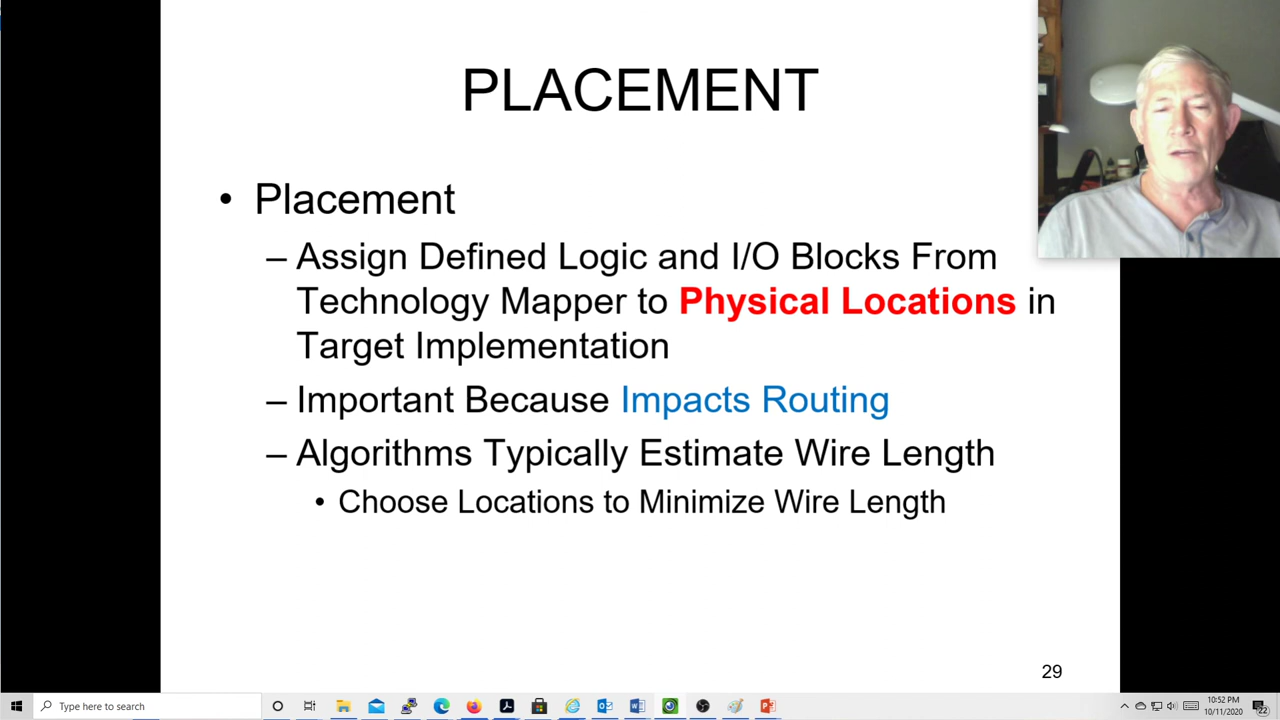 PLACEMENT
• Placement
– Assign Defined Logic and I/O Blocks From
Technology Mapper to Physical Locations in
Target Implementation
– Important Because Impacts Routing
– Algorithms Typically Estimate Wire Length
• Choose Locations to Minimize Wire Length
29
Type here to search
10:52 PM
10/11/2020
22